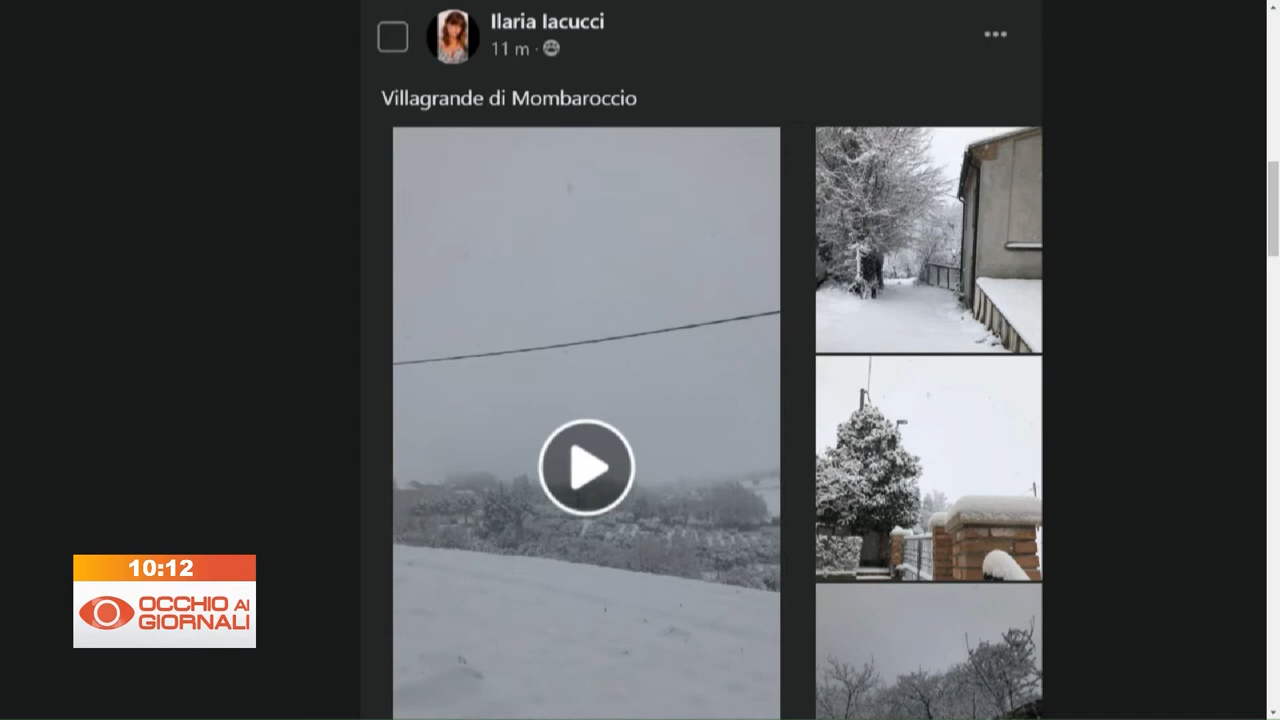 Ilaria Iacucci
11 m ·
Villagrande di Mombaroccio
10:12
OCCHIO AI
GIORNALI